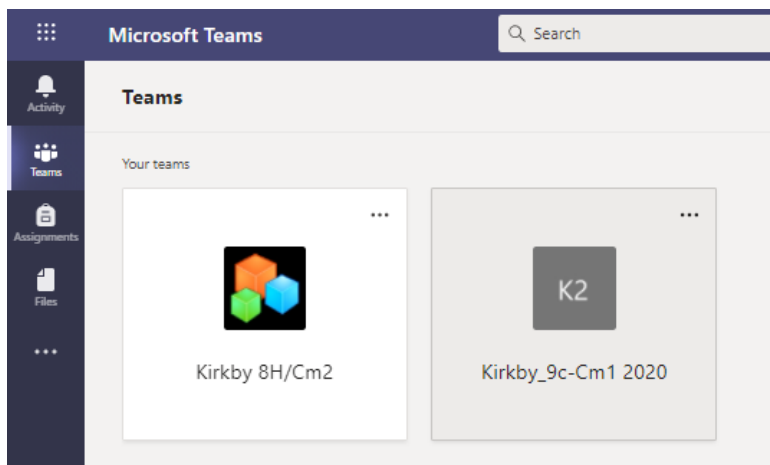 Microsoft Teams
Search
Activity
Teams
Assignments
Files
Teams
Your teams
Kirkby 8H/Cm2
K2
Kirkby_9c-Cm1 2020